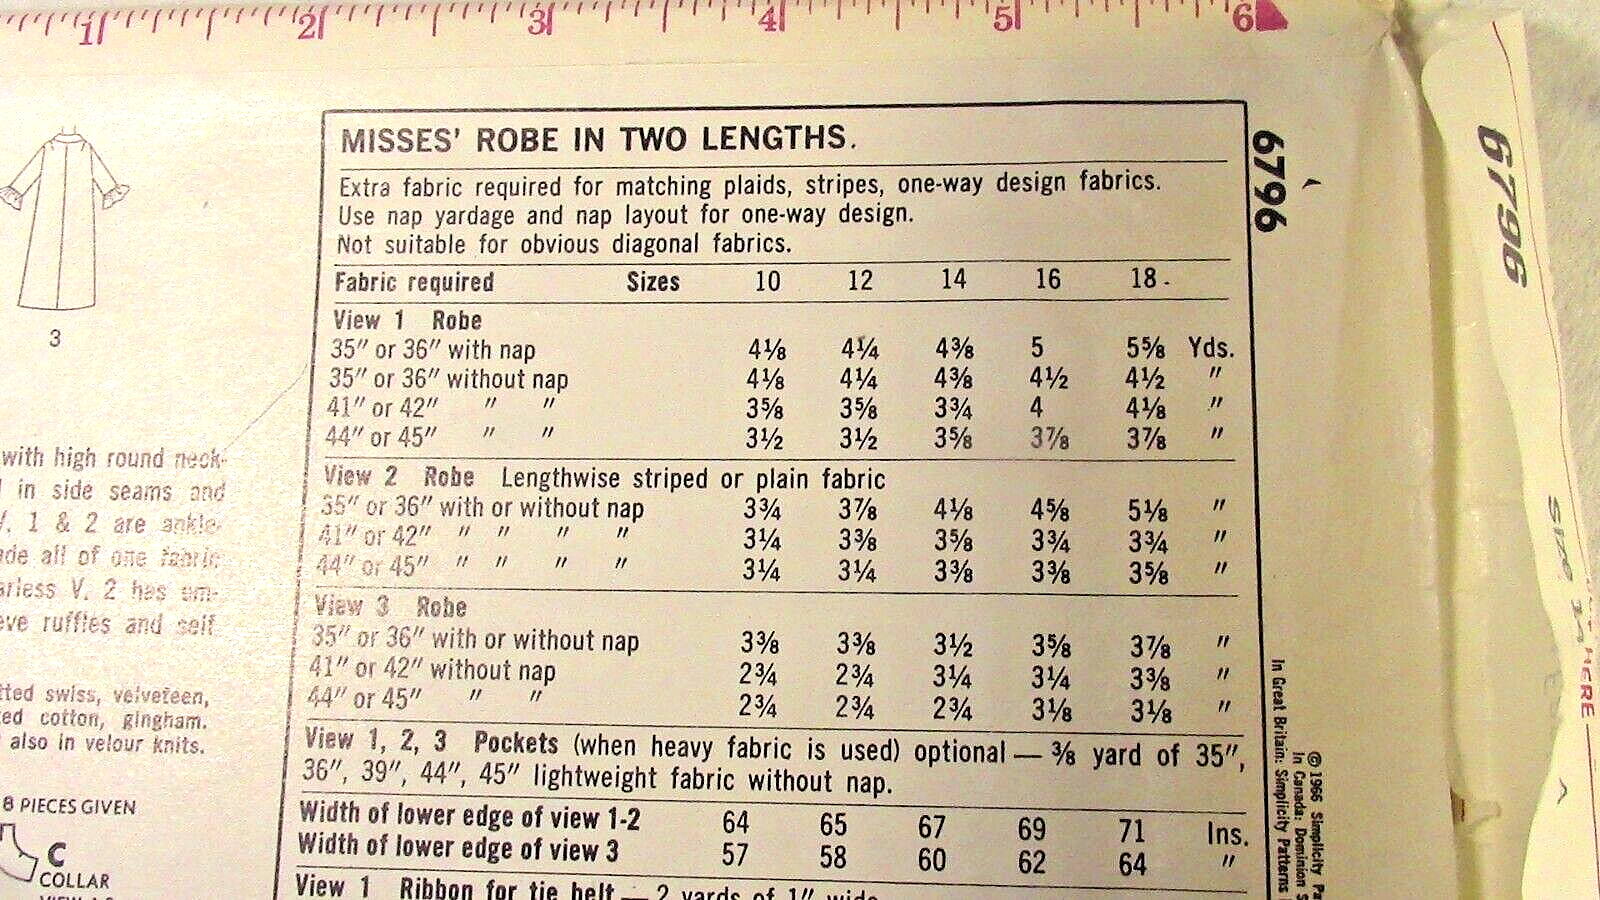 1 2 3 4 5 6
MISSES' ROBE IN TWO LENGTHS.
Extra fabric required for matching plaids, stripes, one-way design fabrics.
Use nap yardage and nap layout for one-way design.
Not suitable for obvious diagonal fabrics.
Fabric required Sizes 10 12 14 16 18
View 1 Robe
35" or 36" with nap 4⅛ 4¼ 4⅜ 5 5⅝ Yds.
35" or 36" without nap 4⅛ 4¼ 4⅜ 4½ 4½ "
41" or 42" " " 3⅝ 3⅝ 3¾ 4 4⅛ "
44" or 45" " " 3½ 3½ 3⅝ 3⅞ 3⅞ "
View 2 Robe Lengthwise striped or plain fabric
35" or 36" with or without nap 3¾ 3⅞ 4⅛ 4⅝ 5⅛ "
41" or 42" " " " " 3¼ 3⅜ 3⅝ 3¾ 3¾ "
44" or 45" " " " " 3¼ 3¼ 3⅜ 3⅜ 3⅝ "
View 3 Robe
35" or 36" with or without nap 3⅜ 3⅜ 3½ 3⅝ 3⅞ "
41" or 42" without nap 2¾ 2¾ 3¼ 3¼ 3⅜ "
44" or 45" " " 2¾ 2¾ 2¾ 3⅛ 3⅛ "
View 1, 2, 3 Pockets (when heavy fabric is used) optional — ⅜ yard of 35",
36", 39", 44", 45" lightweight fabric without nap.
Width of lower edge of view 1-2 64 65 67 69 71 Ins.
Width of lower edge of view 3 57 58 60 62 64 "
View 1 Ribbon for tie belt — 2 yards of 1" wide
3
with high round neck-
in side seams and
V. 1 & 2 are ankle-
all of one fabric
V. 2 has em-
ruffles and self
swiss, velveteen,
cotton, gingham.
also in velour knits.
8 PIECES GIVEN
C
COLLAR
6796
© 1966 Simplicity
In Canada: Dominion
In Great Britain: Simplicity Patterns
6796
SIZE 14
HERE